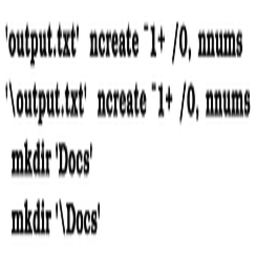 'output.txt' ncreate ¯1+ /0, nnums
'\output.txt' ncreate ¯1+ /0, nnums
mkdir 'Docs'
mkdir '\Docs'